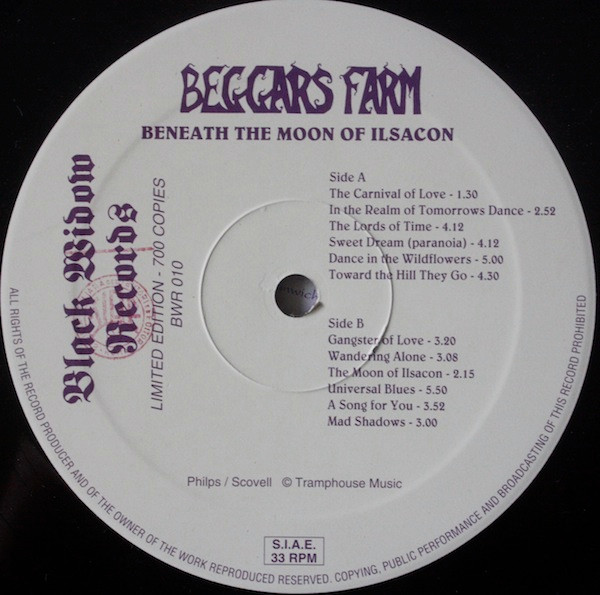 BEGGARS FARM
BENEATH THE MOON OF ILSACON
Black Widow
Records
LIMITED EDITION - 700 COPIES
BWR 010
Side A
The Carnival of Love - 1.30
In the Realm of Tomorrows Dance - 2.52
The Lords of Time - 4.12
Sweet Dream (paranoia) - 4.12
Dance in the Wildflowers - 5.00
Toward the Hill They Go - 4.30
Side B
Gangster of Love - 3.20
Wandering Alone - 3.08
The Moon of Ilsacon - 2.15
Universal Blues - 5.50
A Song for You - 3.52
Mad Shadows - 3.00
Philps / Scovell © Tramphouse Music
S.I.A.E.
33 RPM
ALL RIGHTS OF THE RECORD PRODUCER AND OF THE OWNER OF THE WORK REPRODUCED RESERVED. COPYING, PUBLIC PERFORMANCE AND BROADCASTING OF THIS RECORD PROHIBITED